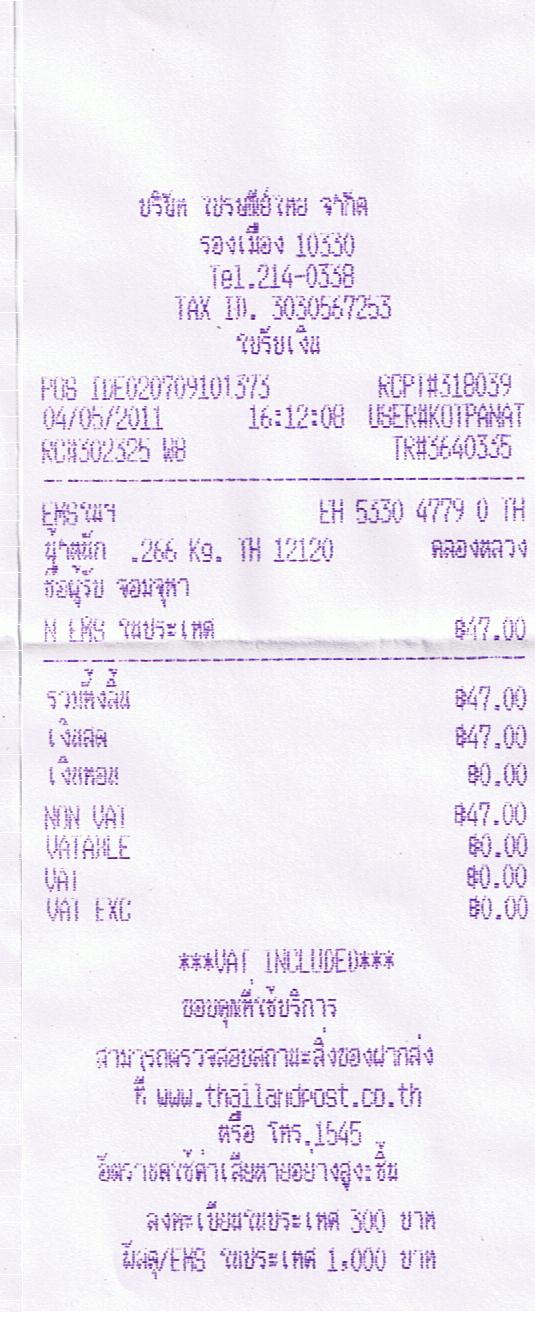 บริษัท ไปรษณีย์ไทย จำกัด
รองเมือง 10330
Tel.214-0338
TAX ID. 3030567253
ใบรับเงิน
POS IDE020709101373 RCPT#318039
04/05/2011 16:12:08 USER#KOTPANAT
RC#302325 W8 TR#3640335
EMSในฯ EH 5330 4779 0 TH
น้ำหนัก .266 Kg. TH 12120 คลองหลวง
ชื่อผู้รับ จอมจุฑา
N EMS ในประเทศ ฿47.00
รวมทั้งสิ้น ฿47.00
เงินสด ฿47.00
เงินทอน ฿0.00
NON VAT ฿47.00
VATABLE ฿0.00
VAT ฿0.00
VAT EXC ฿0.00
***VAT INCLUDED***
ขอบคุณที่ใช้บริการ
สามารถตรวจสอบสถานะสิ่งของฝากส่ง
ที่ www.thailandpost.co.th
หรือ โทร.1545
อัตราชดใช้ค่าเสียหายอย่างสูง:ชิ้น
ลงทะเบียนในประเทศ 300 บาท
พัสดุ/EMS ในประเทศ 1,000 บาท